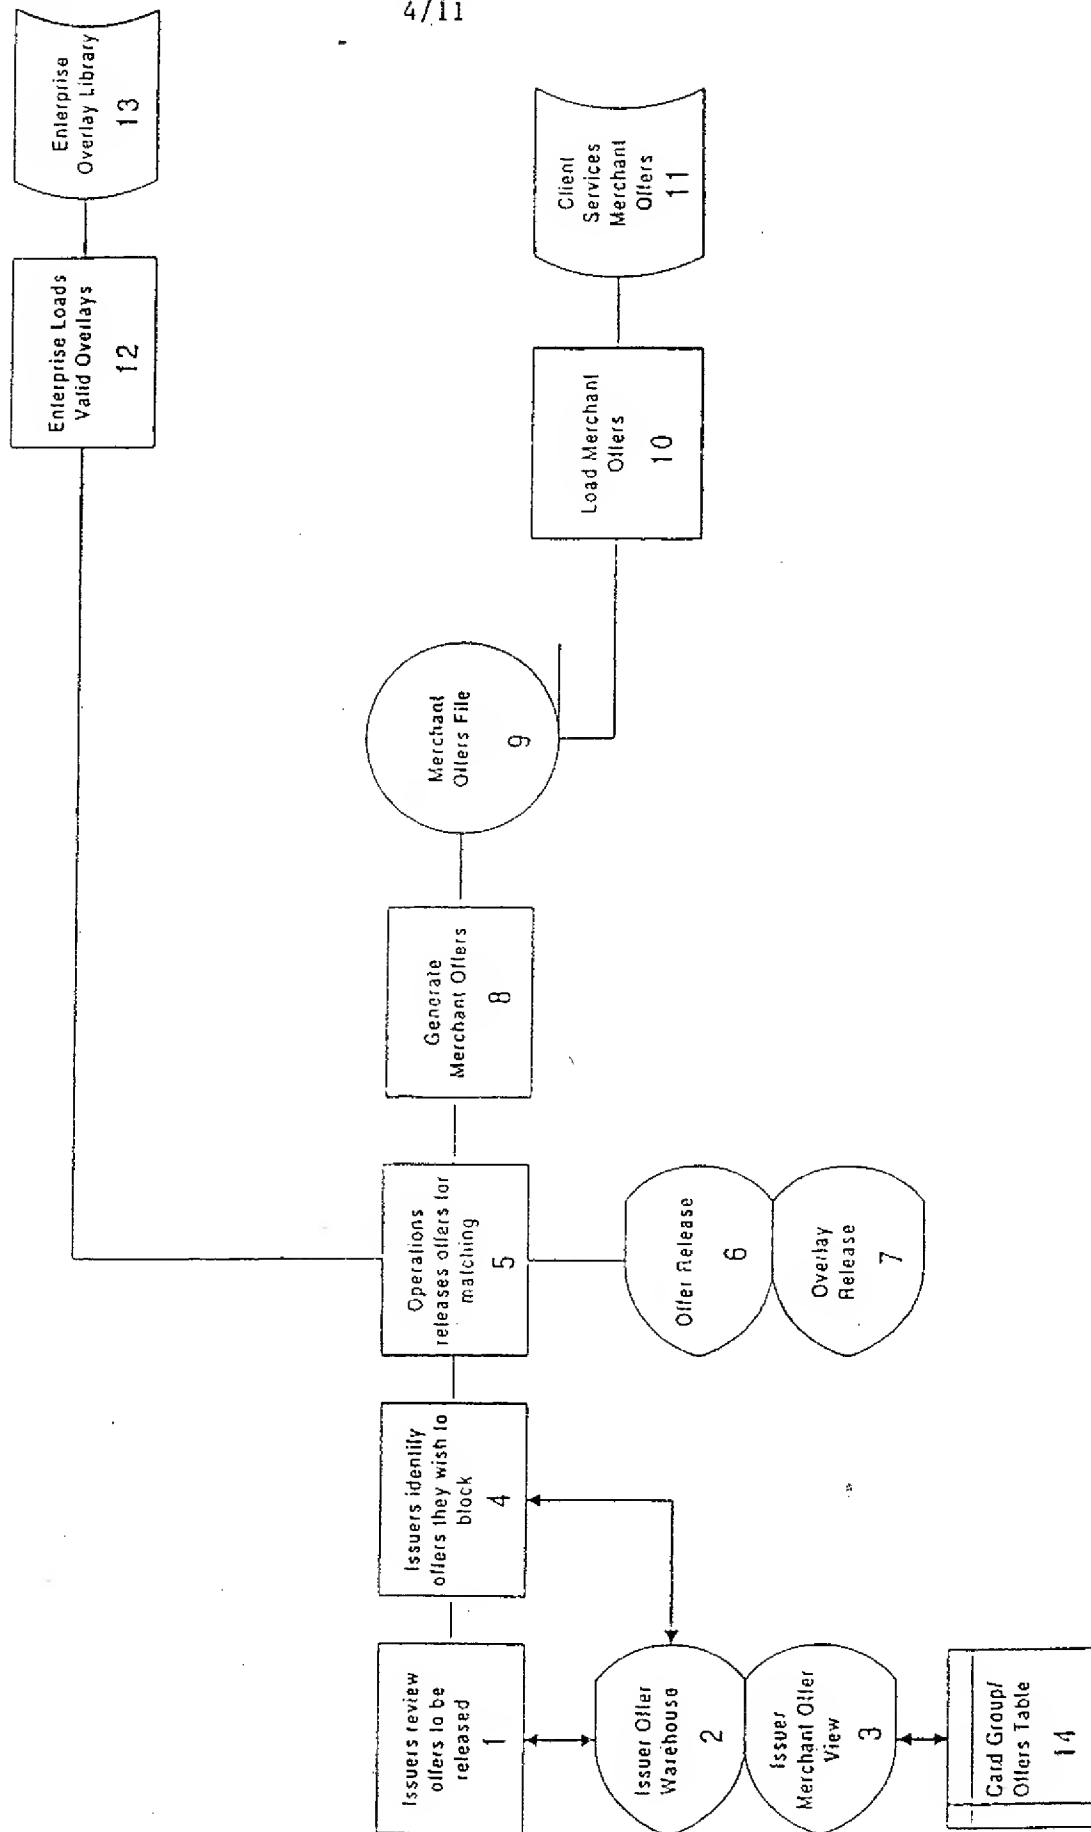 4/11
Issuers review
offers to be
released
1
Issuer Offer
Warehouse
2
Issuer
Merchant Offer
View
3
Card Group/
Offers Table
14
Issuers identify
offers they wish to
block
4
Operations
releases offers for
matching
5
Offer Release
6
Overlay
Release
7
Generate
Merchant Offers
8
Merchant
Offers File
9
Load Merchant
Offers
10
Client
Services
Merchant
Offers
11
Enterprise Loads
Valid Overlays
12
Enterprise
Overlay Library
13